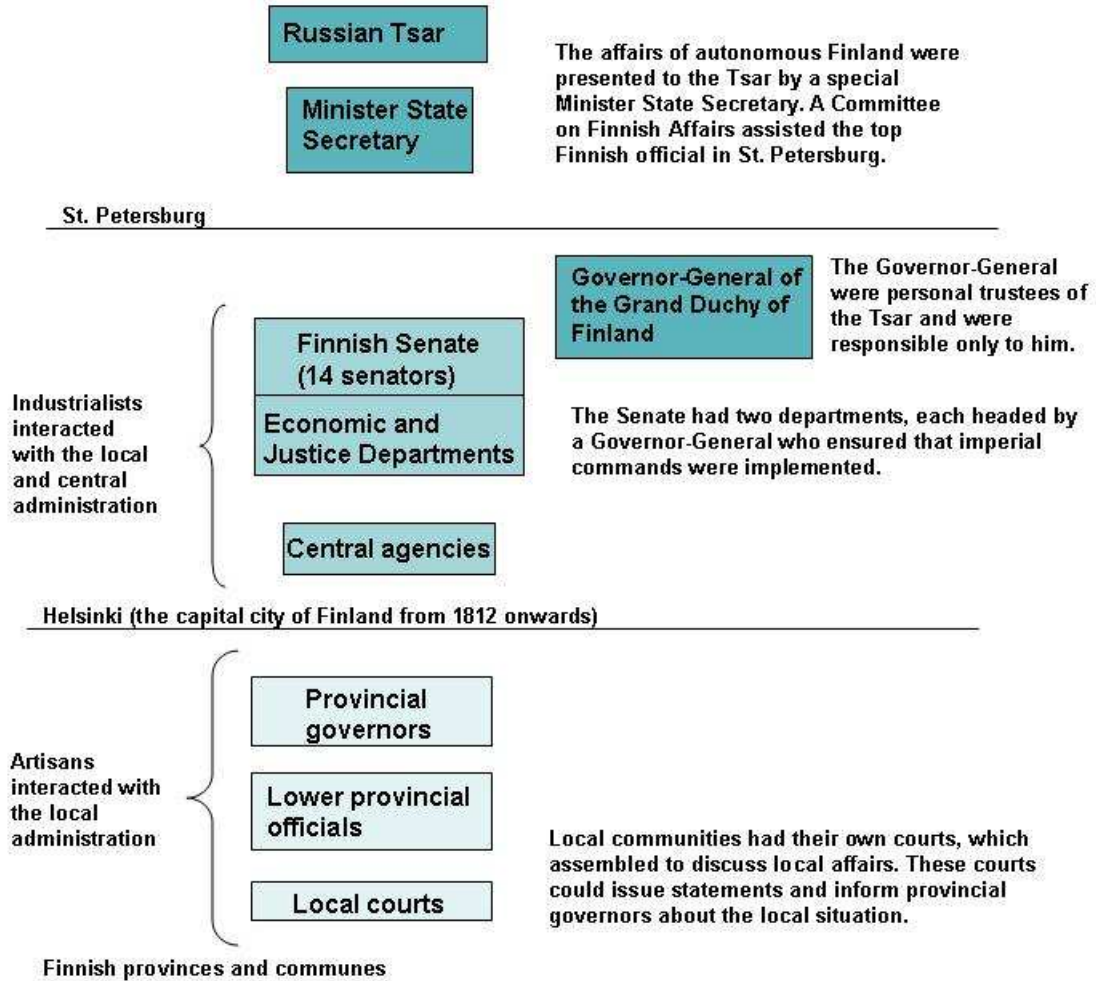 Russian Tsar
Minister State
Secretary
The affairs of autonomous Finland were
presented to the Tsar by a special
Minister State Secretary. A Committee
on Finnish Affairs assisted the top
Finnish official in St. Petersburg.
St. Petersburg
Governor-General of
the Grand Duchy of
Finland
The Governor-General
were personal trustees of
the Tsar and were
responsible only to him.
Finnish Senate
(14 senators)
Economic and
Justice Departments
Industrialists
interacted
with the local
and central
administration
The Senate had two departments, each headed by
a Governor-General who ensured that imperial
commands were implemented.
Central agencies
Helsinki (the capital city of Finland from 1812 onwards)
Provincial
governors
Artisans
interacted with
the local
administration
Lower provincial
officials
Local courts
Local communities had their own courts, which
assembled to discuss local affairs. These courts
could issue statements and inform provincial
governors about the local situation.
Finnish provinces and communes